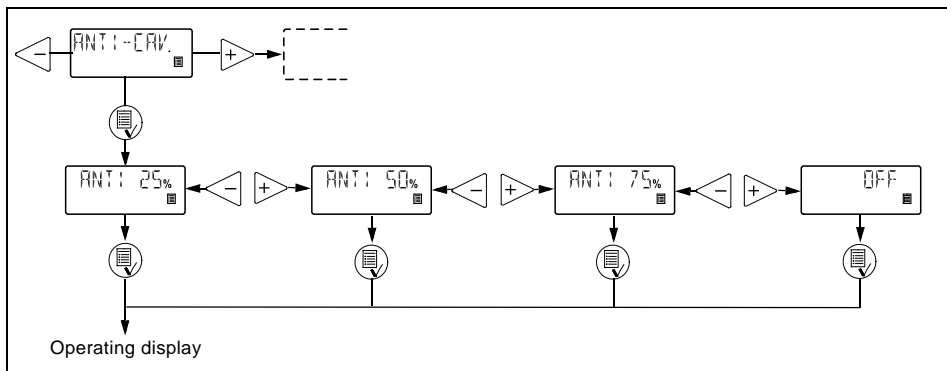 ANTI-CAV.
ANTI 25%
ANTI 50%
ANTI 75%
OFF
Operating display